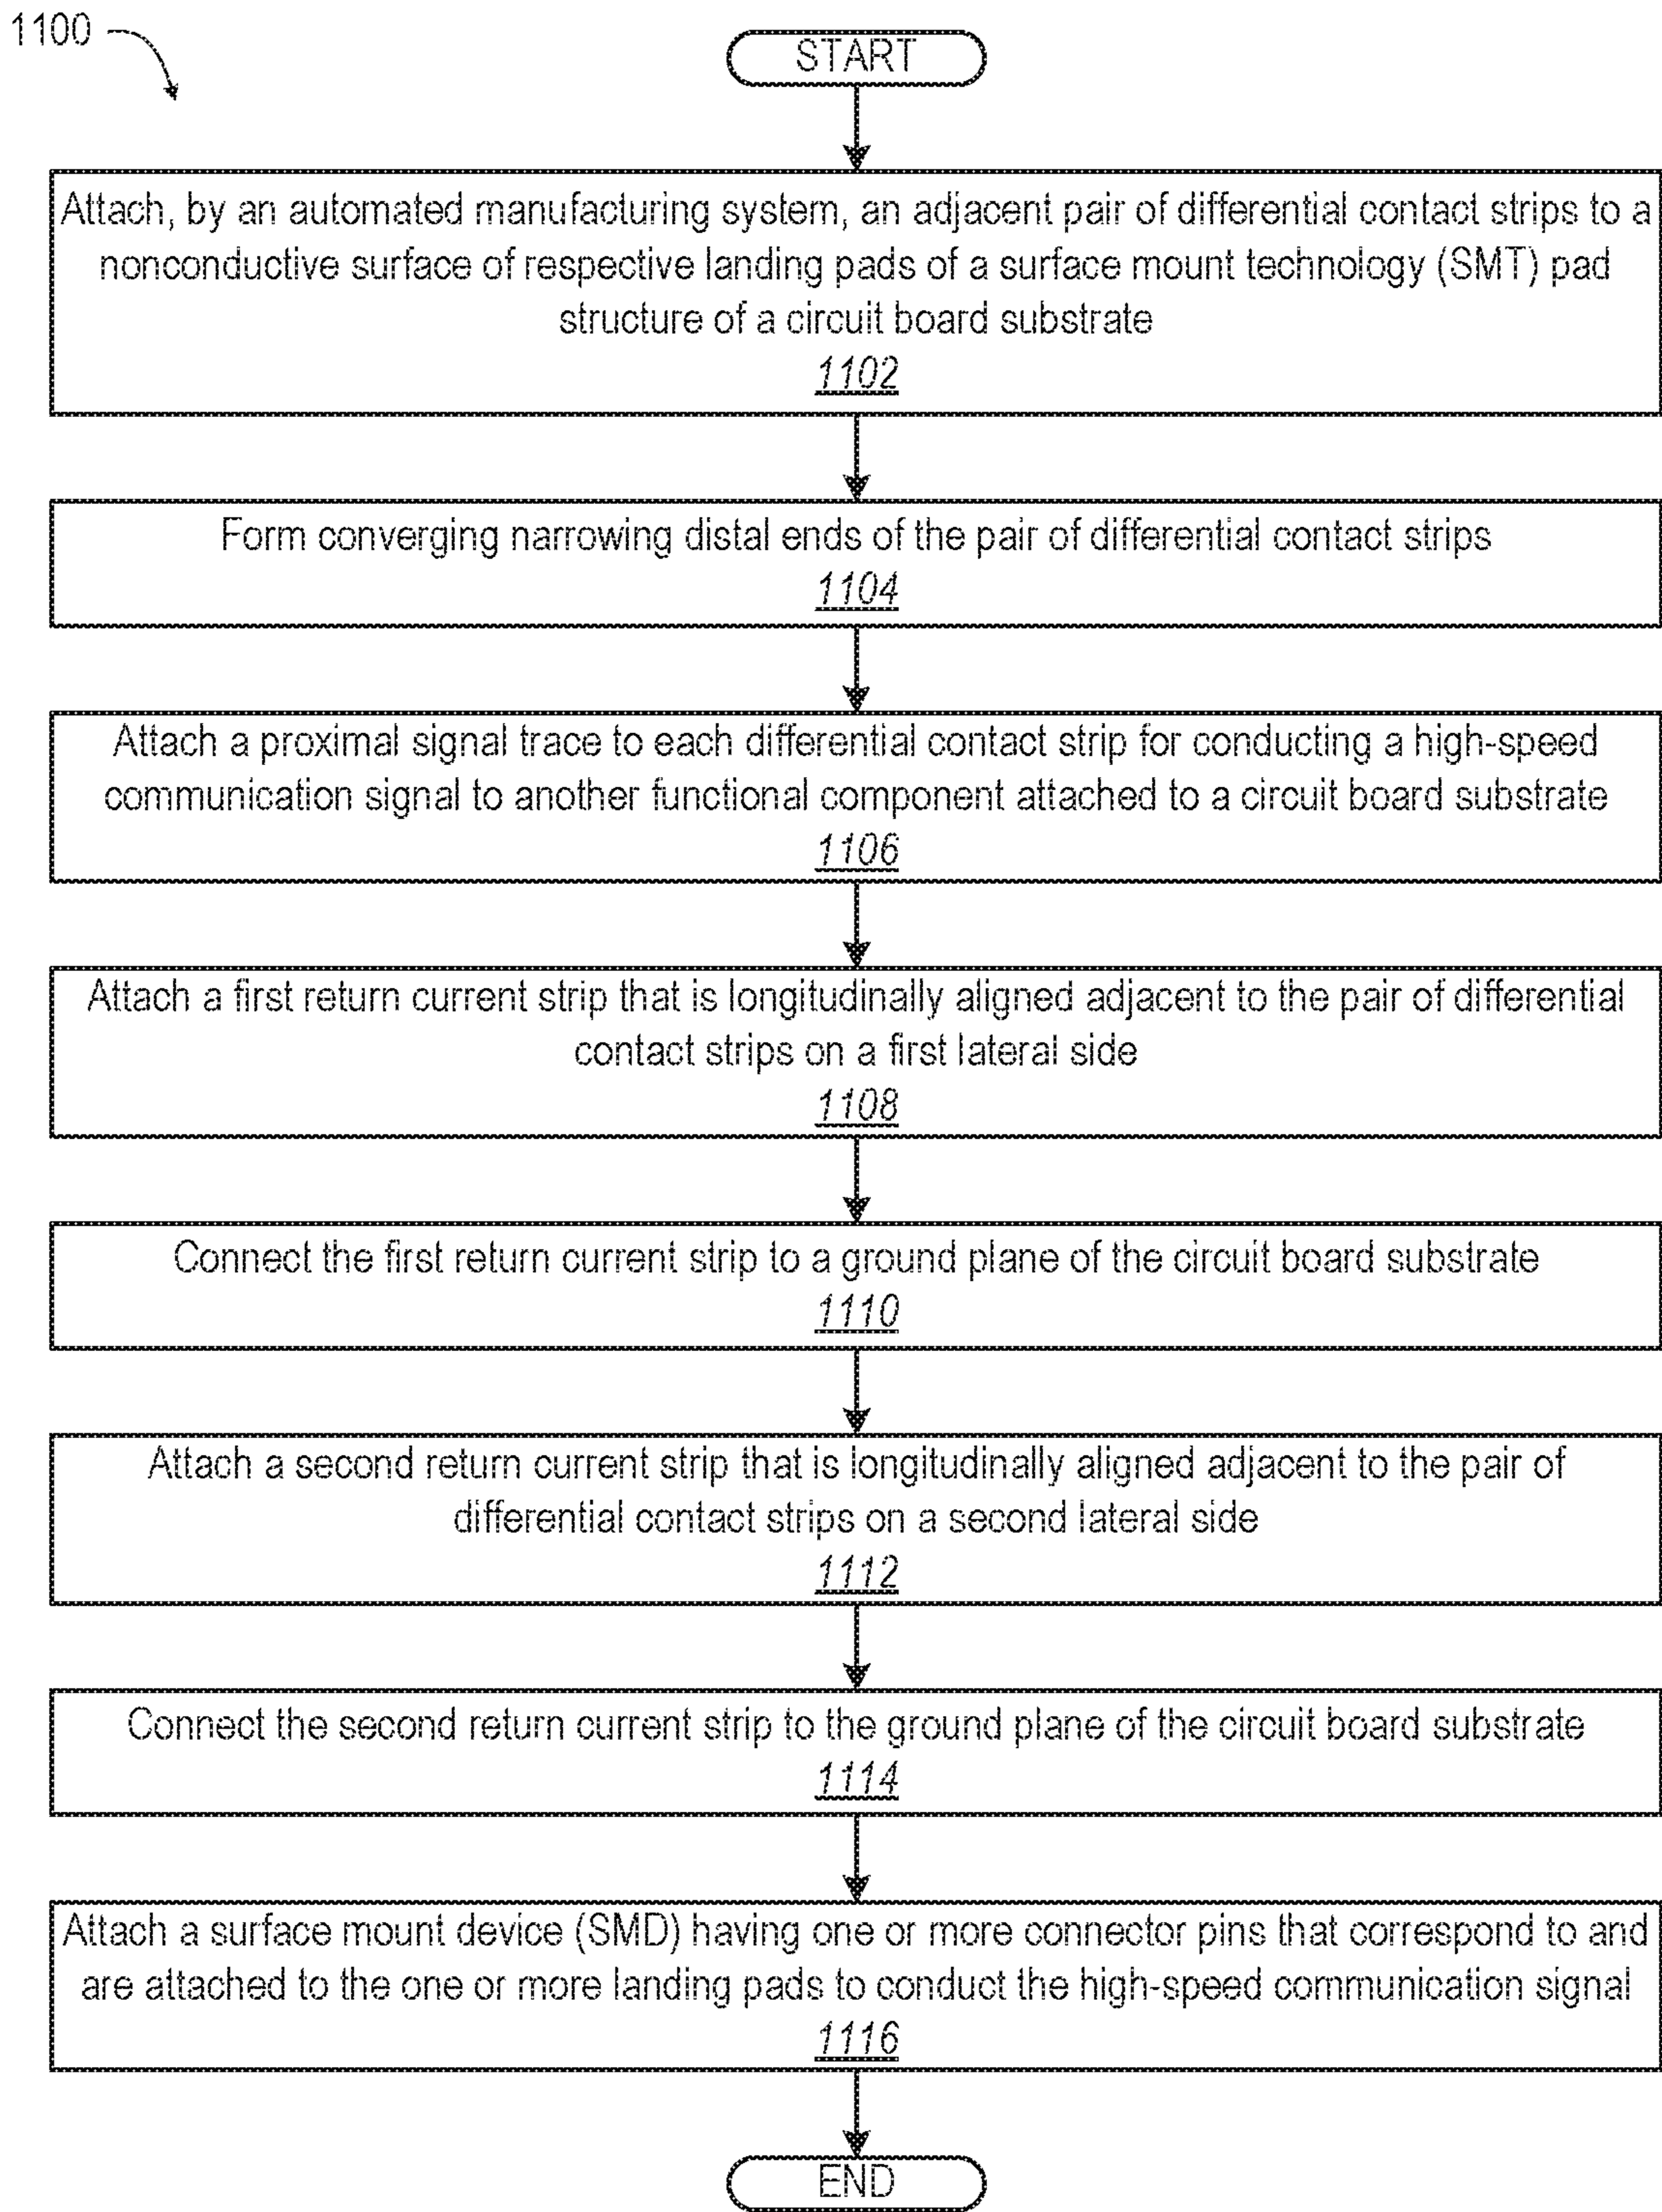 1100
START
Attach, by an automated manufacturing system, an adjacent pair of differential contact strips to a
nonconductive surface of respective landing pads of a surface mount technology (SMT) pad
structure of a circuit board substrate
1102
Form converging narrowing distal ends of the pair of differential contact strips
1104
Attach a proximal signal trace to each differential contact strip for conducting a high-speed
communication signal to another functional component attached to a circuit board substrate
1106
Attach a first return current strip that is longitudinally aligned adjacent to the pair of differential
contact strips on a first lateral side
1108
Connect the first return current strip to a ground plane of the circuit board substrate
1110
Attach a second return current strip that is longitudinally aligned adjacent to the pair of
differential contact strips on a second lateral side
1112
Connect the second return current strip to the ground plane of the circuit board substrate
1114
Attach a surface mount device (SMD) having one or more connector pins that correspond to and
are attached to the one or more landing pads to conduct the high-speed communication signal
1116
END